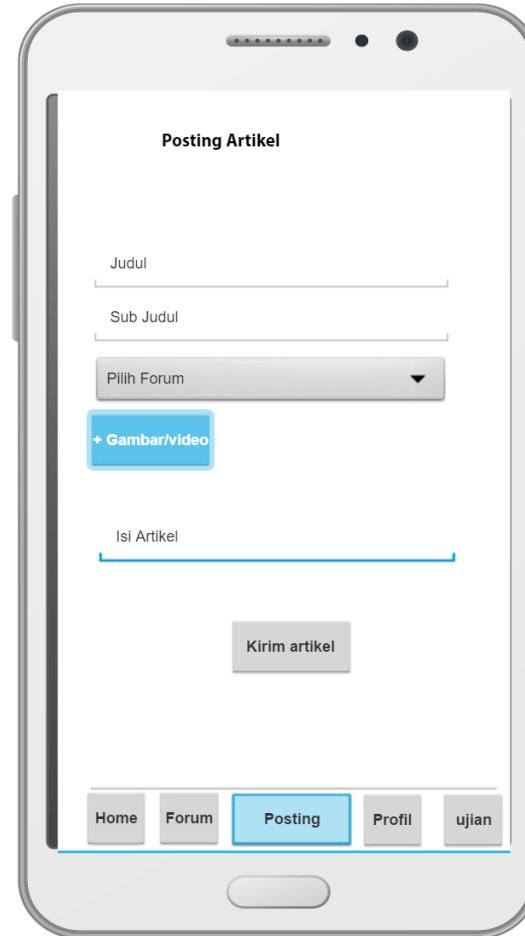 Posting Artikel
Judul
Sub Judul
Pilih Forum
+ Gambar/video
Isi Artikel
Kirim artikel
Home Forum Posting Profil ujian